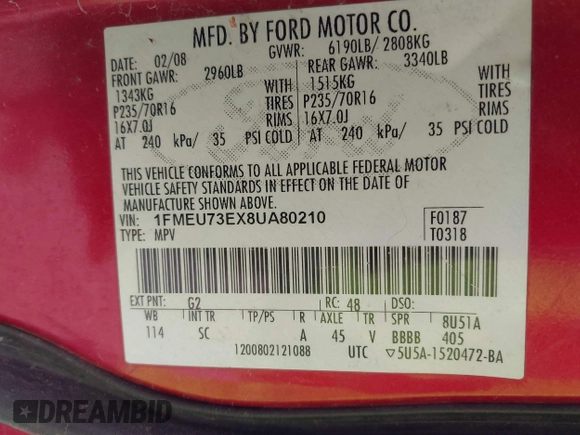 MFD. BY FORD MOTOR CO.
DATE: 02/08 GVWR: 6190LB/ 2808KG
FRONT GAWR: 2960LB REAR GAWR: 3340LB
1343KG WITH 1515KG WITH
P235/70R16 TIRES P235/70R16 TIRES
16X7.0J RIMS 16X7.0J RIMS
AT 240 kPa/ 35 PSI COLD AT 240 kPa/ 35 PSI COLD
THIS VEHICLE CONFORMS TO ALL APPLICABLE FEDERAL MOTOR
VEHICLE SAFETY STANDARDS IN EFFECT ON THE DATE OF
MANUFACTURE SHOWN ABOVE.
VIN: 1FMEU73EX8UA80210 F0187
TYPE: MPV T0318
EXT PNT: G2 RC: 48 DSO:
WB INT TR TP/PS R AXLE TR SPR 8U51A
114 SC A 45 V BBBB 405
1200802121088 UTC ▽5U5A-1520472-BA
DREAMBID